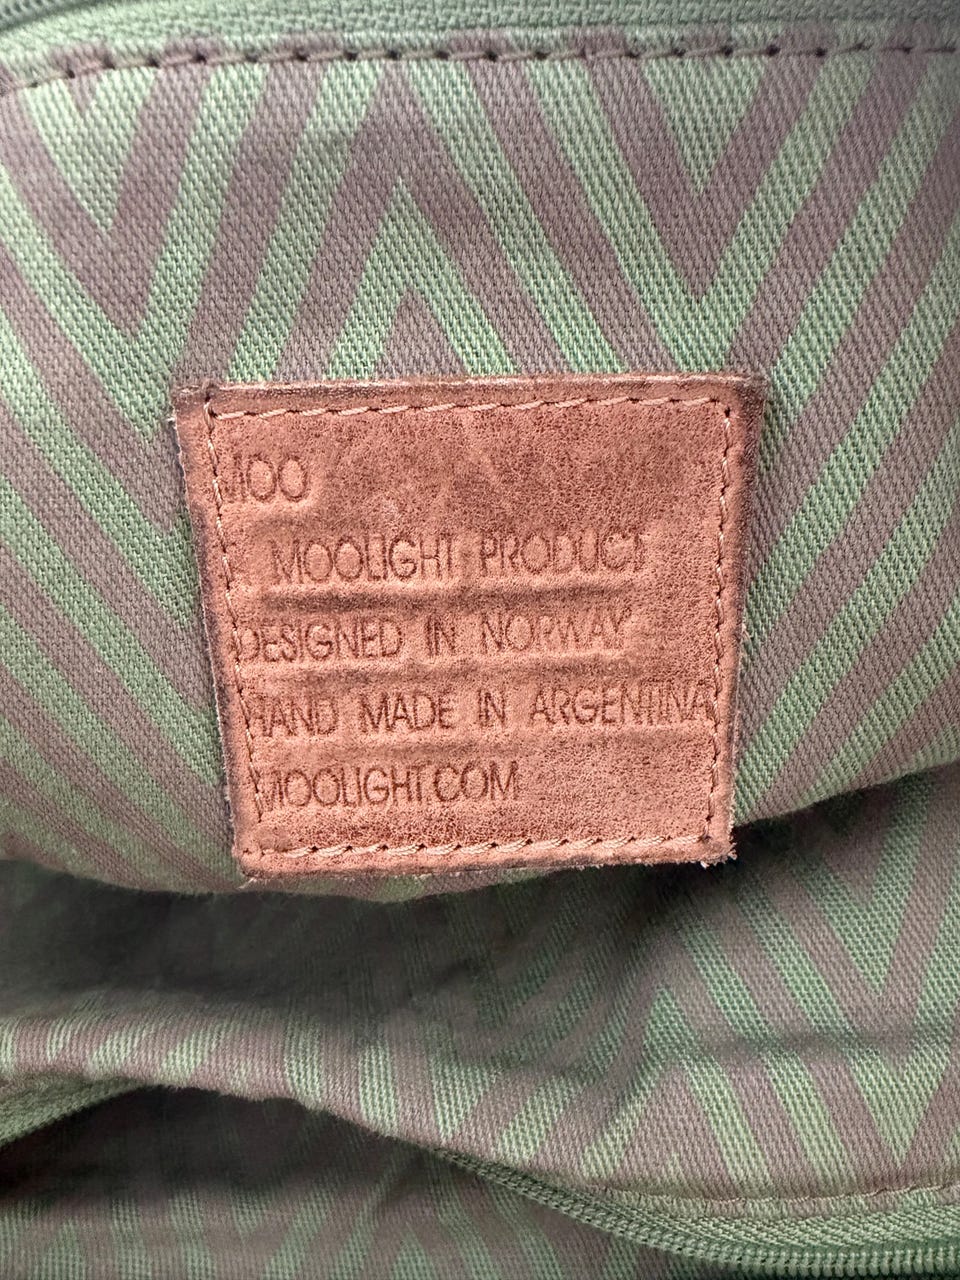 MOO
MOOLIGHT PRODUCT
DESIGNED IN NORWAY
HAND MADE IN ARGENTINA
MOOLIGHT.COM